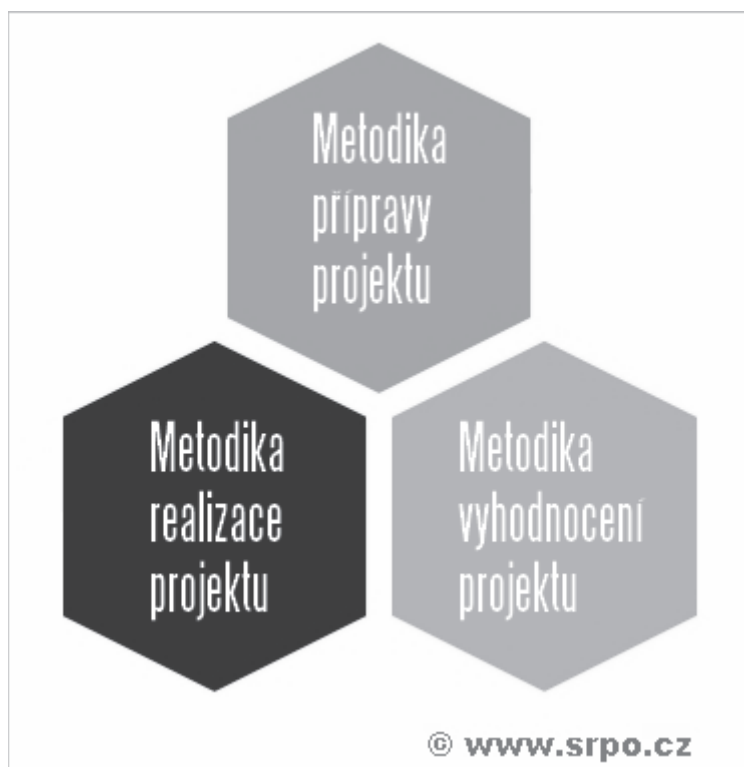 Metodika
přípravy
projektu
Metodika
realizace
projektu
Metodika
vyhodnocení
projektu
© www.srpo.cz